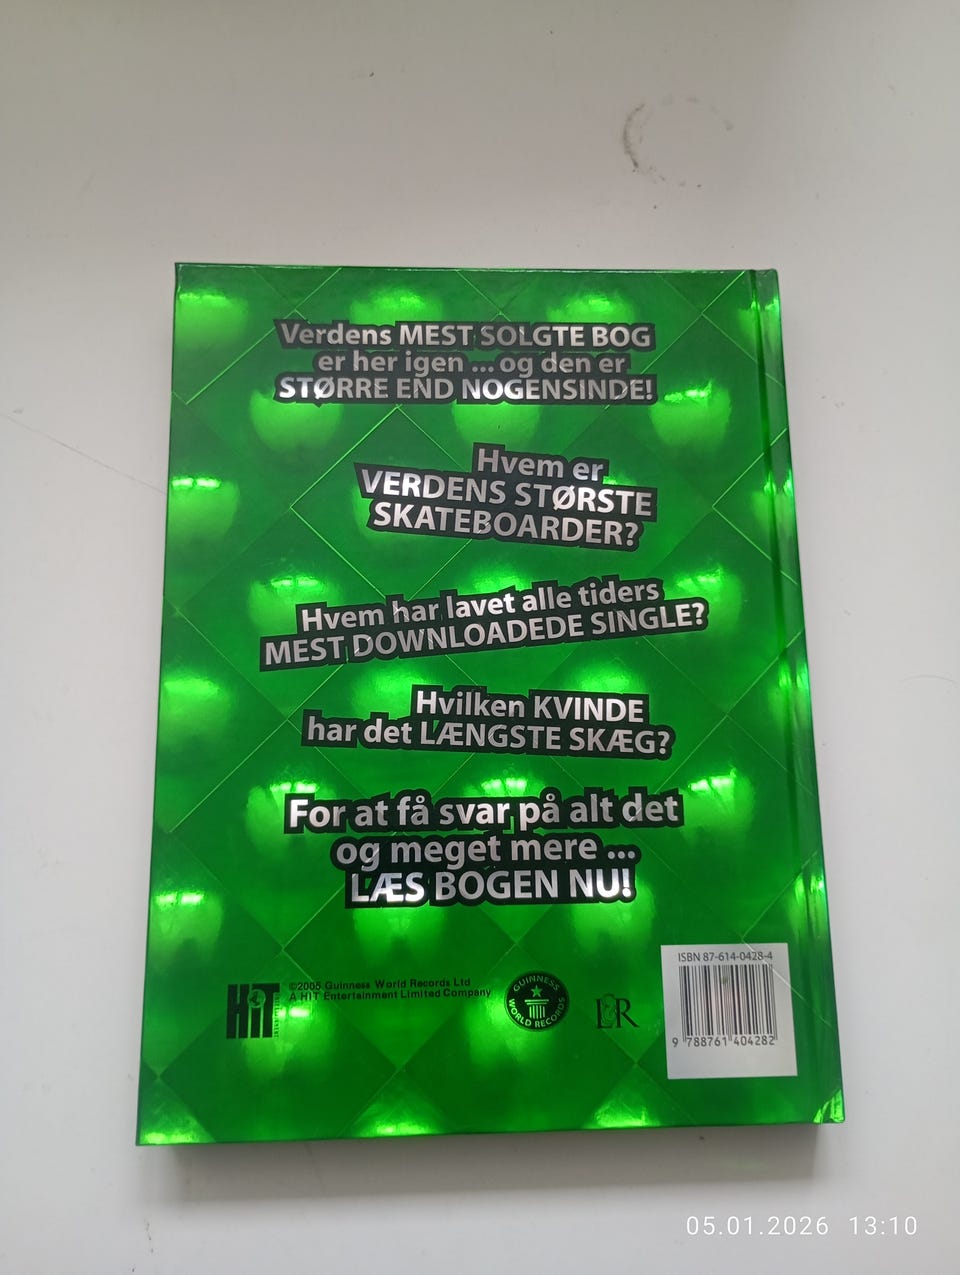 Verdens MEST SOLGTE BOG
er her igen ... og den er
STØRRE END NOGENSINDE!
Hvem er
VERDENS STØRSTE
SKATEBOARDER?
Hvem har lavet alle tiders
MEST DOWNLOADEDE SINGLE?
Hvilken KVINDE
har det LÆNGSTE SKÆG?
For at få svar på alt det
og meget mere ...
LÆS BOGEN NU!
HiT
©2005 Guinness World Records Ltd
A HIT Entertainment Limited Company
GUINNESS
WORLD RECORDS
L&R
ISBN 87-614-0428-4
9 788761 404282
05.01.2026 13:10